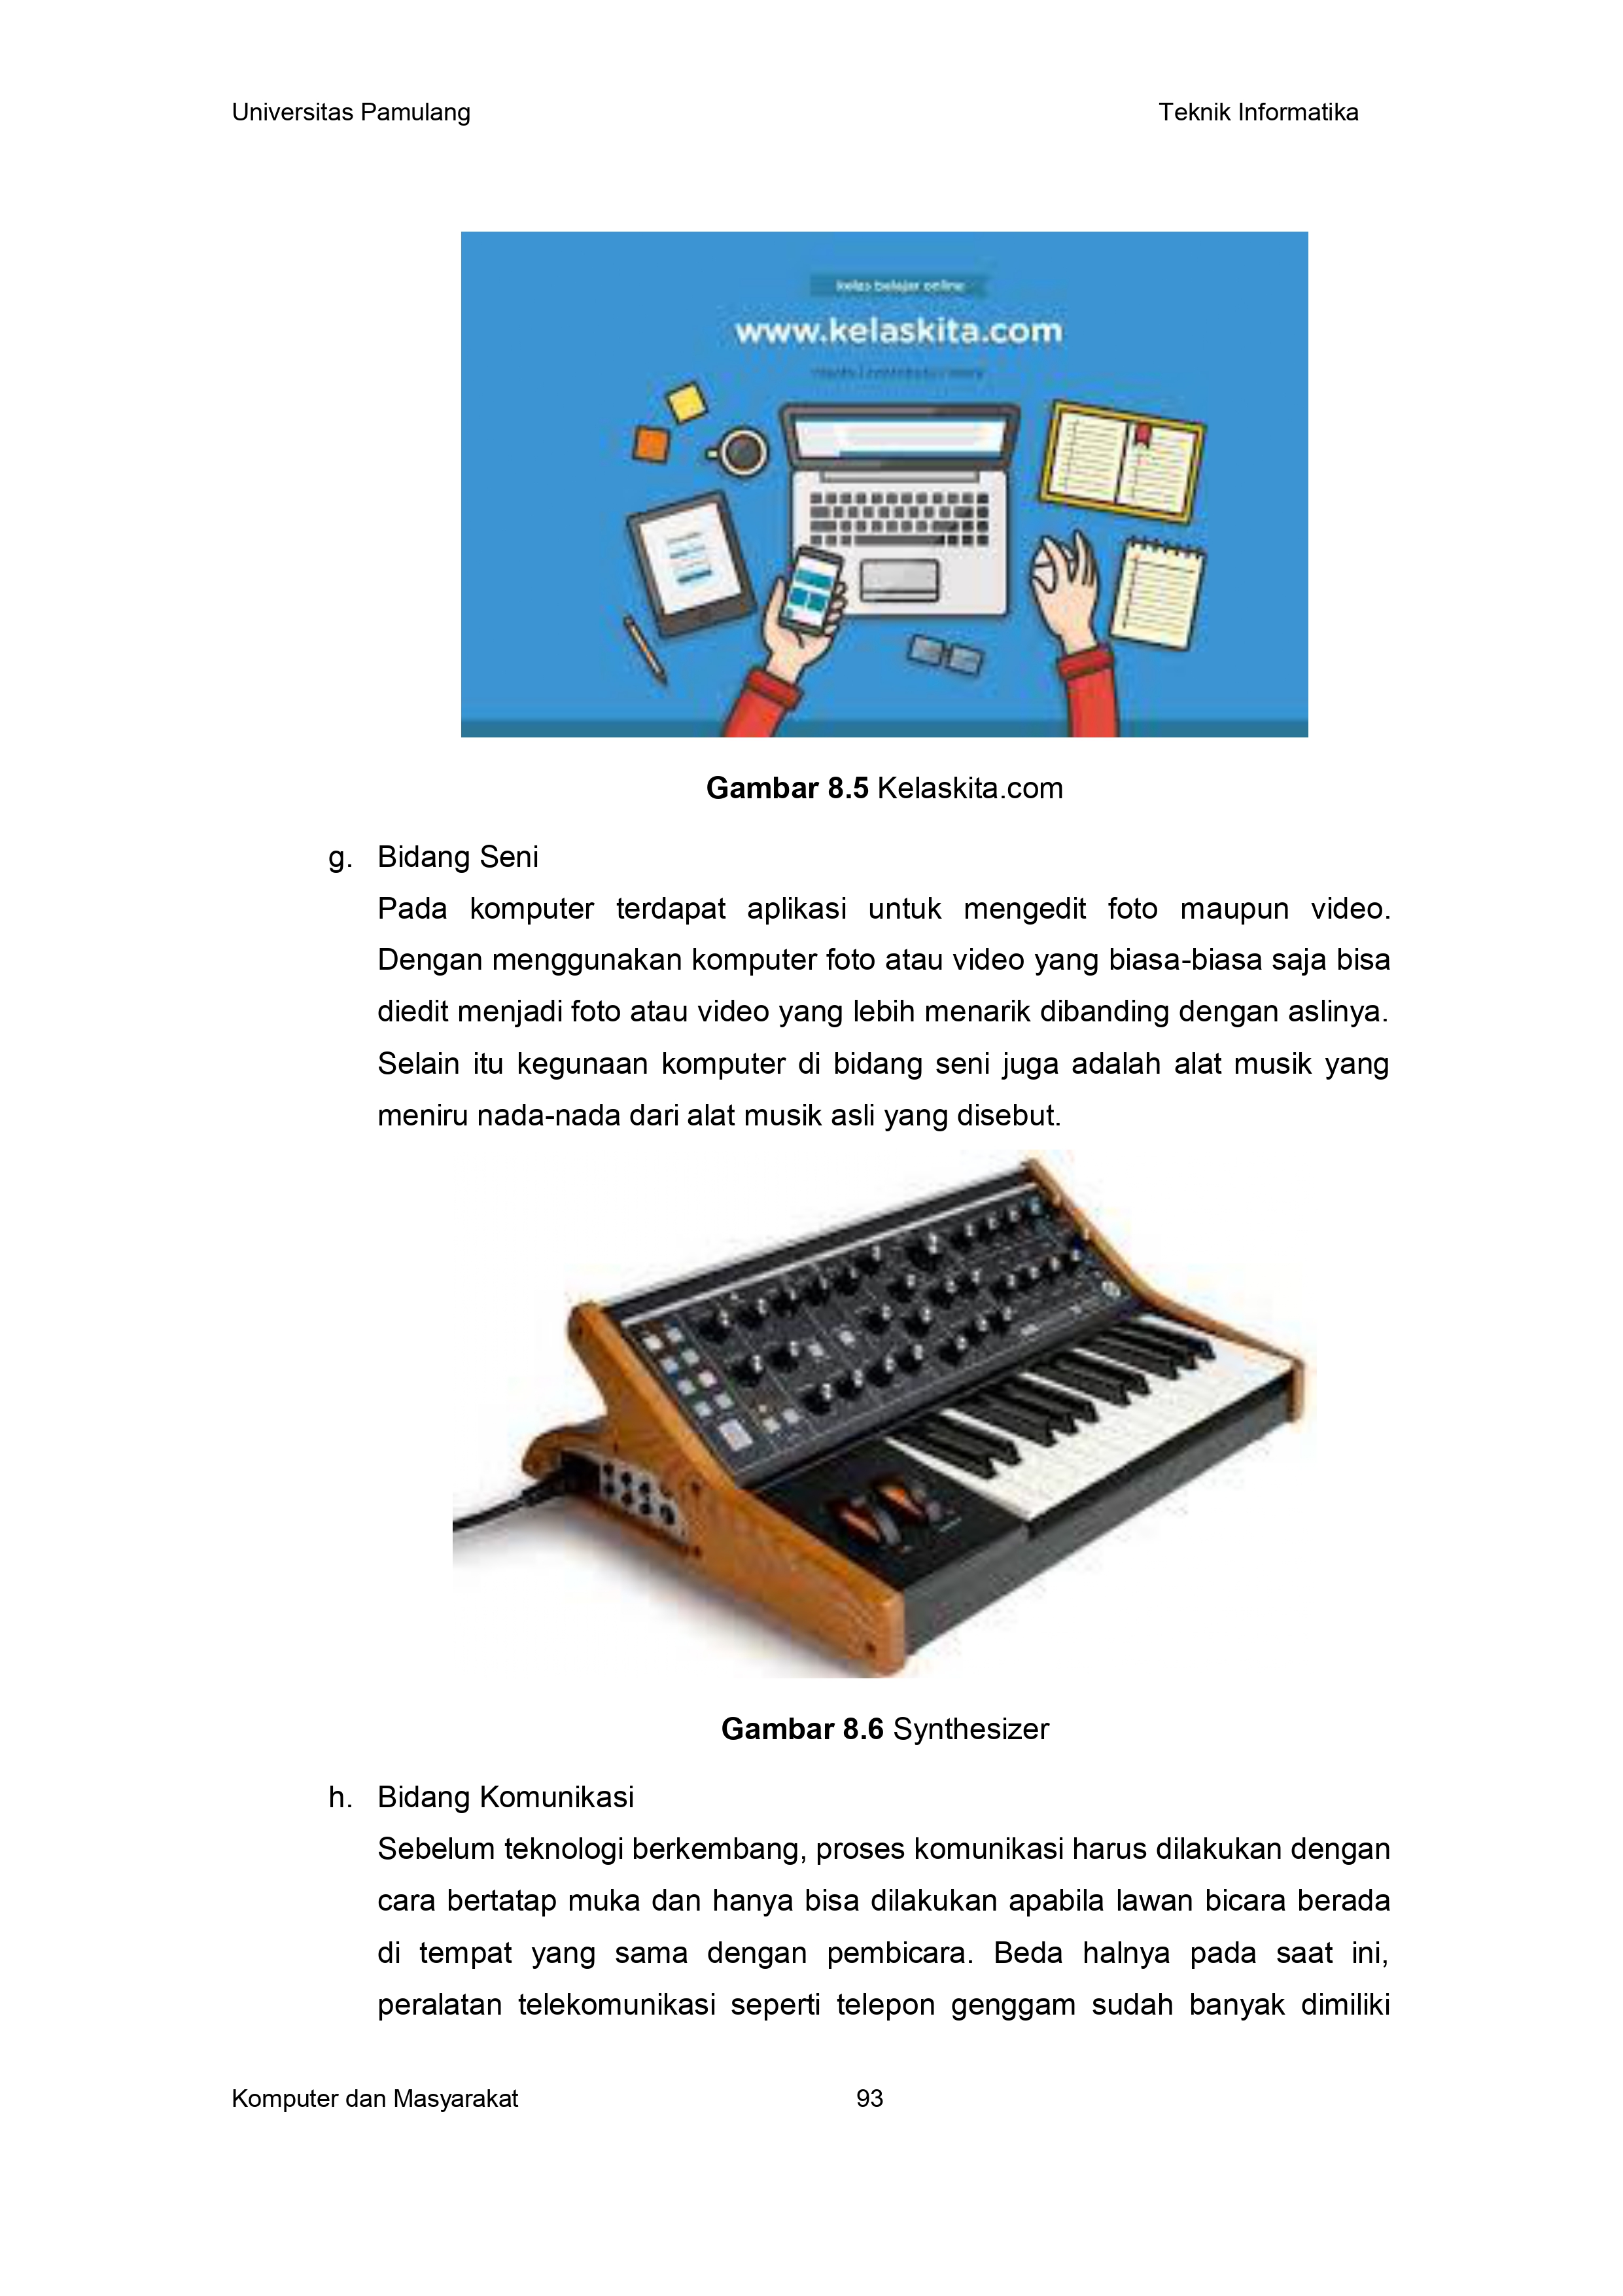 Universitas Pamulang
Teknik Informatika
kelas belajar online
www.kelaskita.com
Gambar 8.5 Kelaskita.com
g. Bidang Seni
Pada komputer terdapat aplikasi untuk mengedit foto maupun video.
Dengan menggunakan komputer foto atau video yang biasa-biasa saja bisa
diedit menjadi foto atau video yang lebih menarik dibanding dengan aslinya.
Selain itu kegunaan komputer di bidang seni juga adalah alat musik yang
meniru nada-nada dari alat musik asli yang disebut.
Gambar 8.6 Synthesizer
h. Bidang Komunikasi
Sebelum teknologi berkembang, proses komunikasi harus dilakukan dengan
cara bertatap muka dan hanya bisa dilakukan apabila lawan bicara berada
di tempat yang sama dengan pembicara. Beda halnya pada saat ini,
peralatan telekomunikasi seperti telepon genggam sudah banyak dimiliki
Komputer dan Masyarakat
93